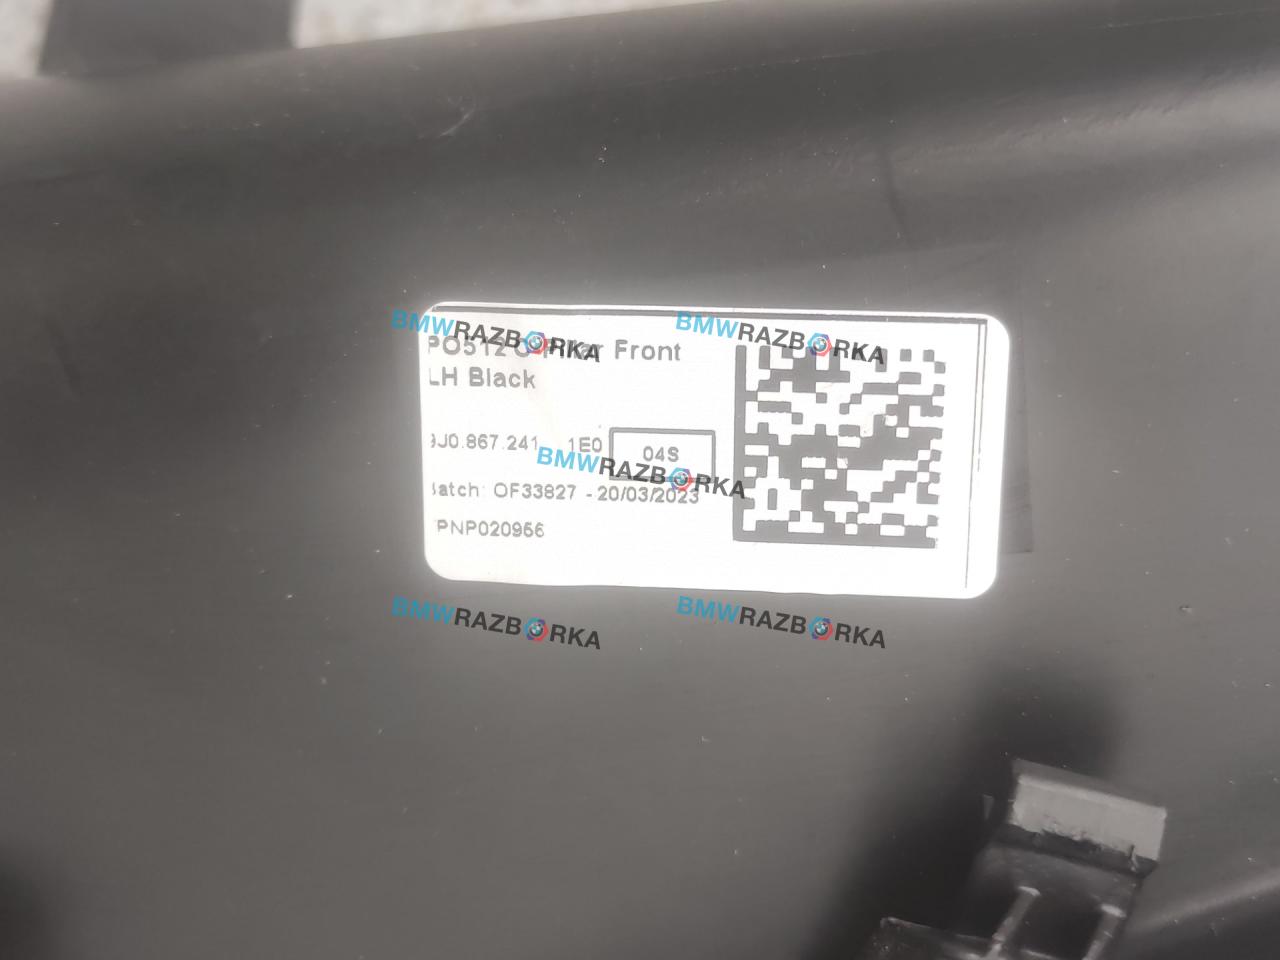 BMWRAZBORKA BMWRAZBORKA
PO512 Front
LH Black
J0.867.241 1E0 04S
BMWRAZBORKA
atch: OF33827 - 20/03/2023
PNP020966
BMWRAZBORKA BMWRAZBORKA